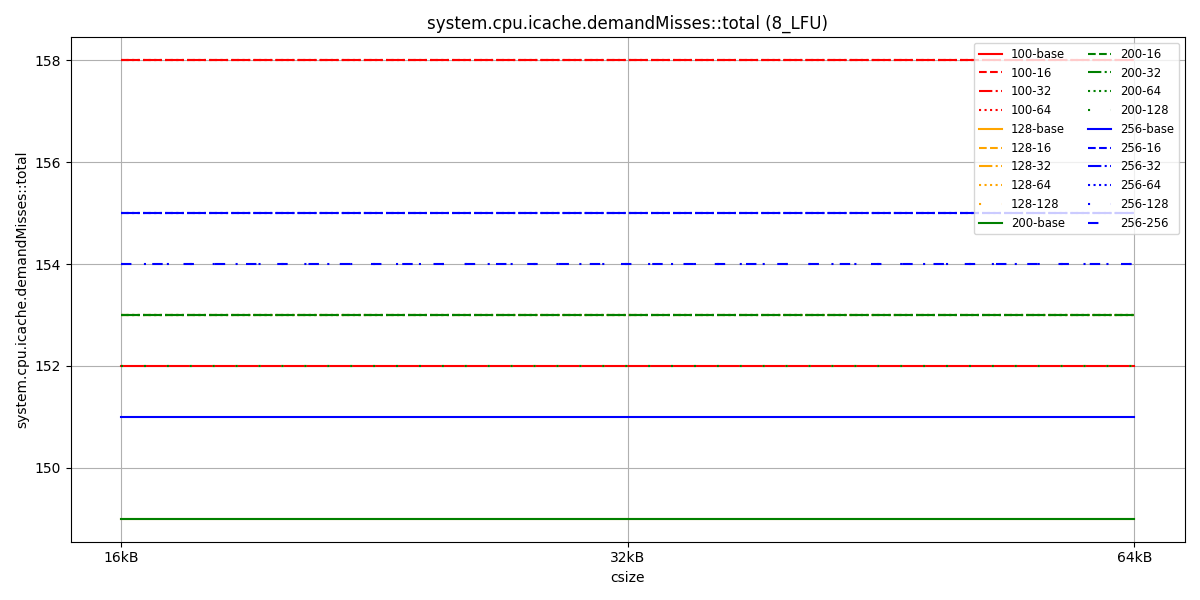 system.cpu.icache.demandMisses::total (8_LFU)
system.cpu.icache.demandMisses::total
158
156
154
152
150
16kB
32kB
64kB
csize
100-base
100-16
100-32
100-64
128-base
128-16
128-32
128-64
128-128
200-base
200-16
200-32
200-64
200-128
256-base
256-16
256-32
256-64
256-128
256-256